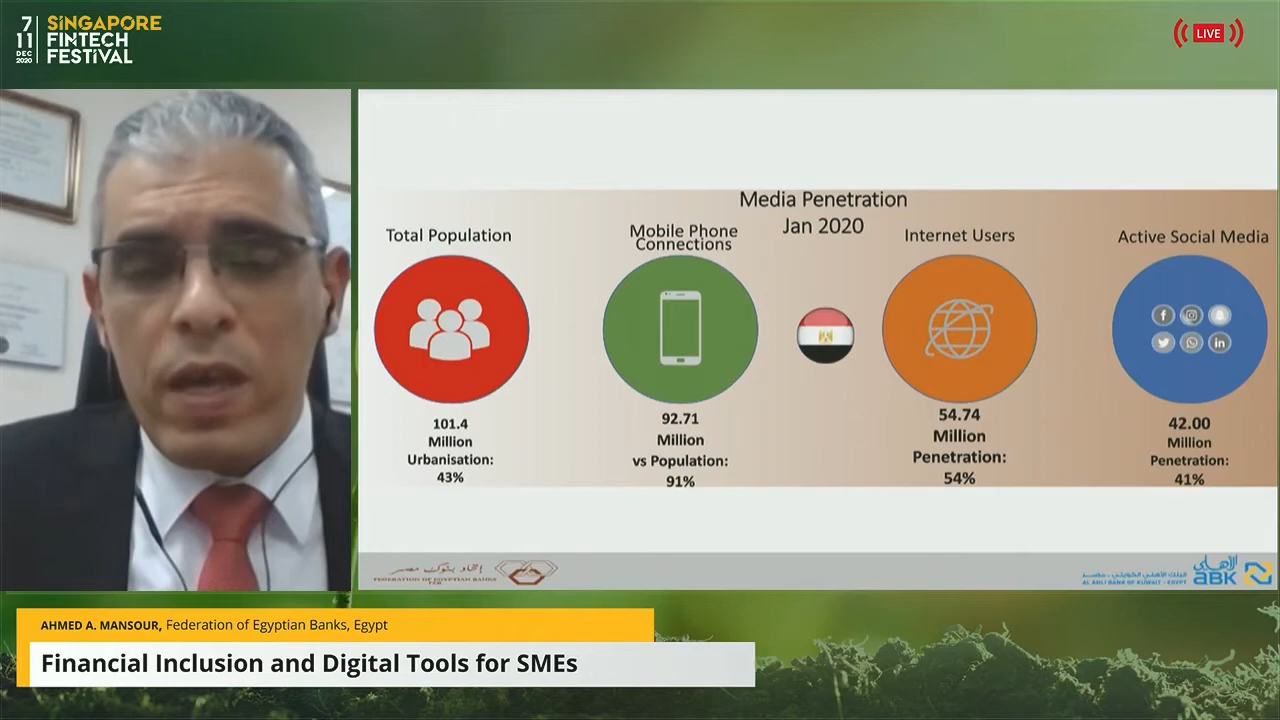 7
11
DEC
2020
SINGAPORE
FINTECH
FESTIVAL
LIVE
Media Penetration
Jan 2020
Total Population
Mobile Phone
Connections
Internet Users
Active Social Media
101.4
Million
Urbanisation:
43%
92.71
Million
vs Population:
91%
54.74
Million
Penetration:
54%
42.00
Million
Penetration:
41%
إتحاد بنوك مصر
FEDERATION OF EGYPTIAN BANKS
البنك الأهلي الكويتي - مصر
AL AHLI BANK OF KUWAIT - EGYPT
الأهلي
ABK
AHMED A. MANSOUR, Federation of Egyptian Banks, Egypt
Financial Inclusion and Digital Tools for SMEs